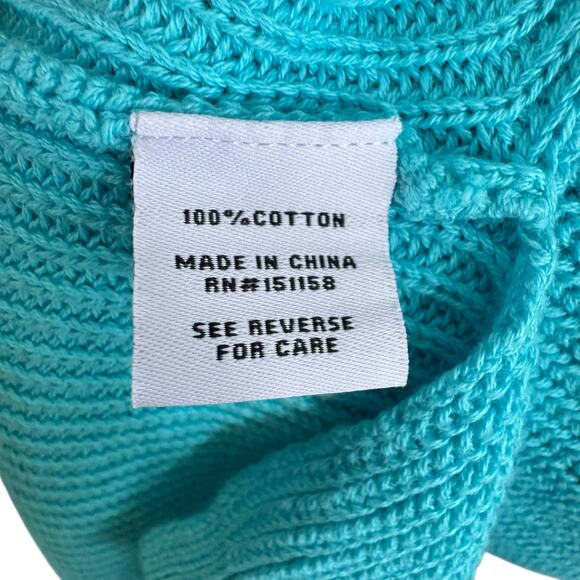 100%COTTON
MADE IN CHINA
RN#151158
SEE REVERSE
FOR CARE